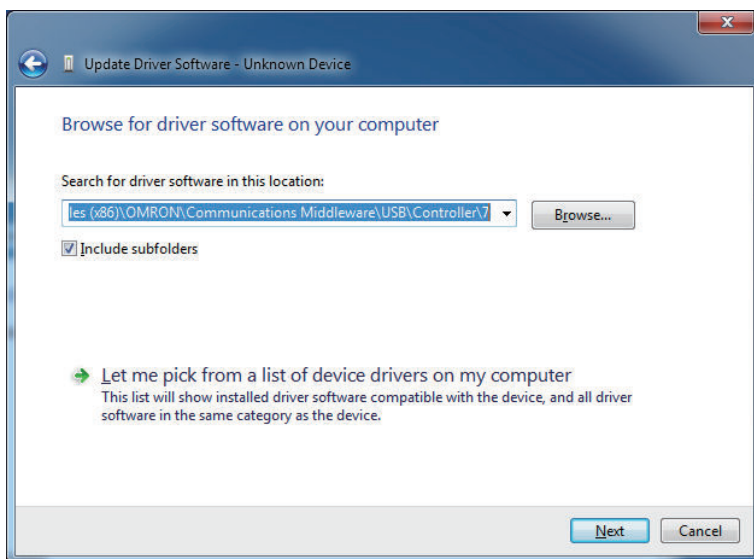 Update Driver Software - Unknown Device
Browse for driver software on your computer
Search for driver software in this location:
les (x86)\OMRON\Communications Middleware\USB\Controller\7
Browse...
Include subfolders
Let me pick from a list of device drivers on my computer
This list will show installed driver software compatible with the device, and all driver
software in the same category as the device.
Next
Cancel